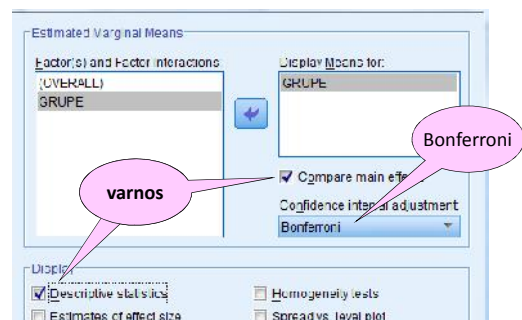 Estimated Marginal Means
Factor(s) and Factor Interactions
Display Means for:
(OVERALL)
GRUPE
GRUPE
Bonferroni
Compare main
varnos
Confidence interval adjustment
Bonferroni
Display
Descriptive statistics
Homogeneity tests
Estimates of effect size
Spread vs. level plot